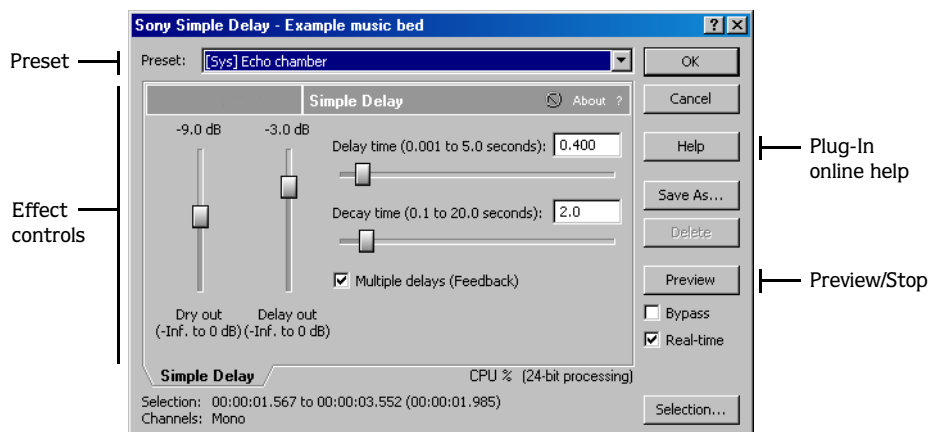 Sony Simple Delay - Example music bed
Preset
Preset: [Sys] Echo chamber
OK
Simple Delay
About ?
Cancel
-9.0 dB
-3.0 dB
Delay time (0.001 to 5.0 seconds): 0.400
Help
Plug-In
online help
Effect
controls
Decay time (0.1 to 20.0 seconds): 2.0
Save As...
Delete
Multiple delays (Feedback)
Preview
Preview/Stop
Dry out
(-Inf. to 0 dB)
Delay out
(-Inf. to 0 dB)
Bypass
Real-time
Simple Delay
CPU % (24-bit processing)
Selection: 00:00:01.567 to 00:00:03.552 (00:00:01.985)
Channels: Mono
Selection...